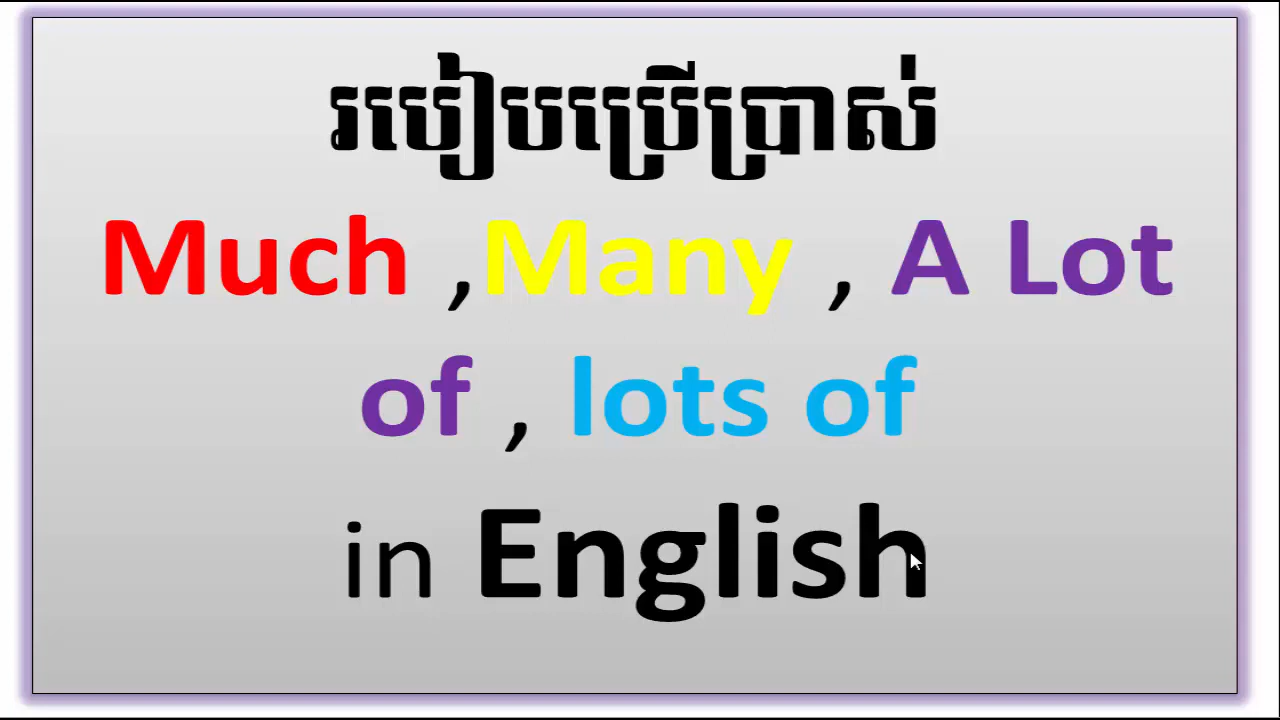 របៀបប្រើប្រាស់
Much ,Many , A Lot
of , lots of
in English